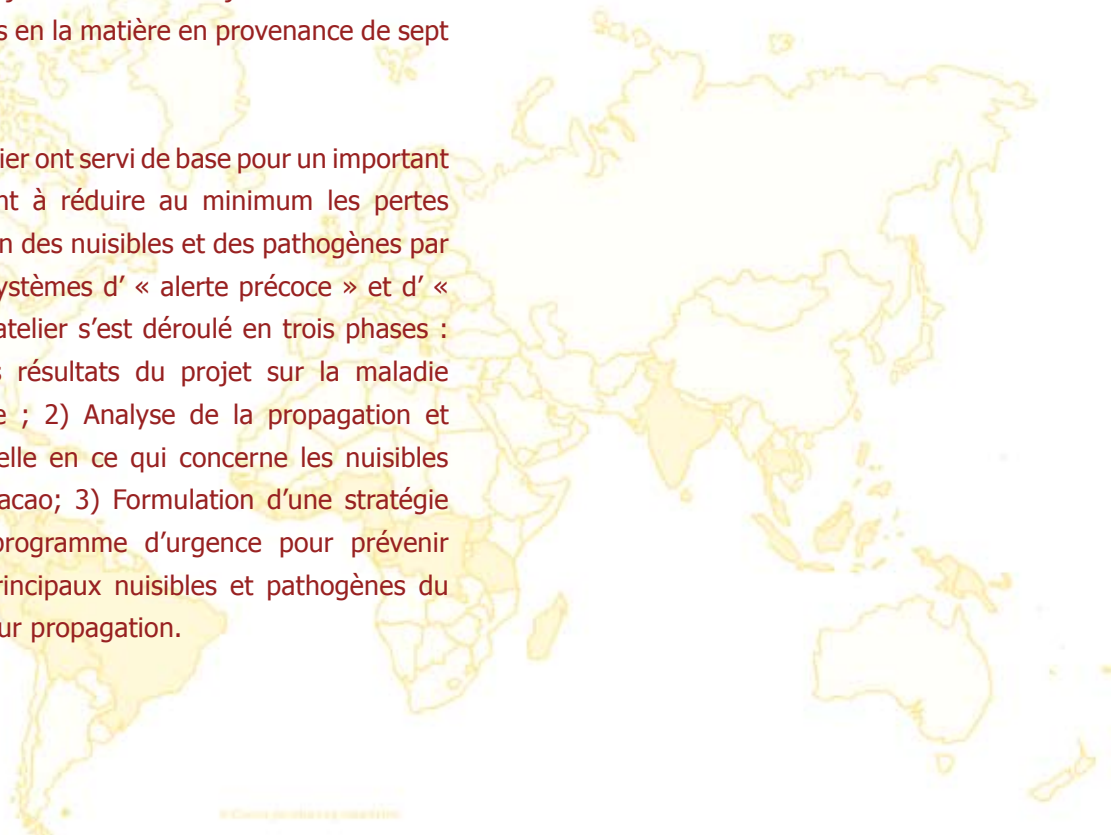 s en la matière en provenance de sept
ier ont servi de base pour un important
nt à réduire au minimum les pertes
n des nuisibles et des pathogènes par
ystèmes d’ « alerte précoce » et d’ «
atelier s’est déroulé en trois phases :
s résultats du projet sur la maladie
e ; 2) Analyse de la propagation et
elle en ce qui concerne les nuisibles
acao; 3) Formulation d’une stratégie
programme d’urgence pour prévenir
rincipaux nuisibles et pathogènes du
ur propagation.